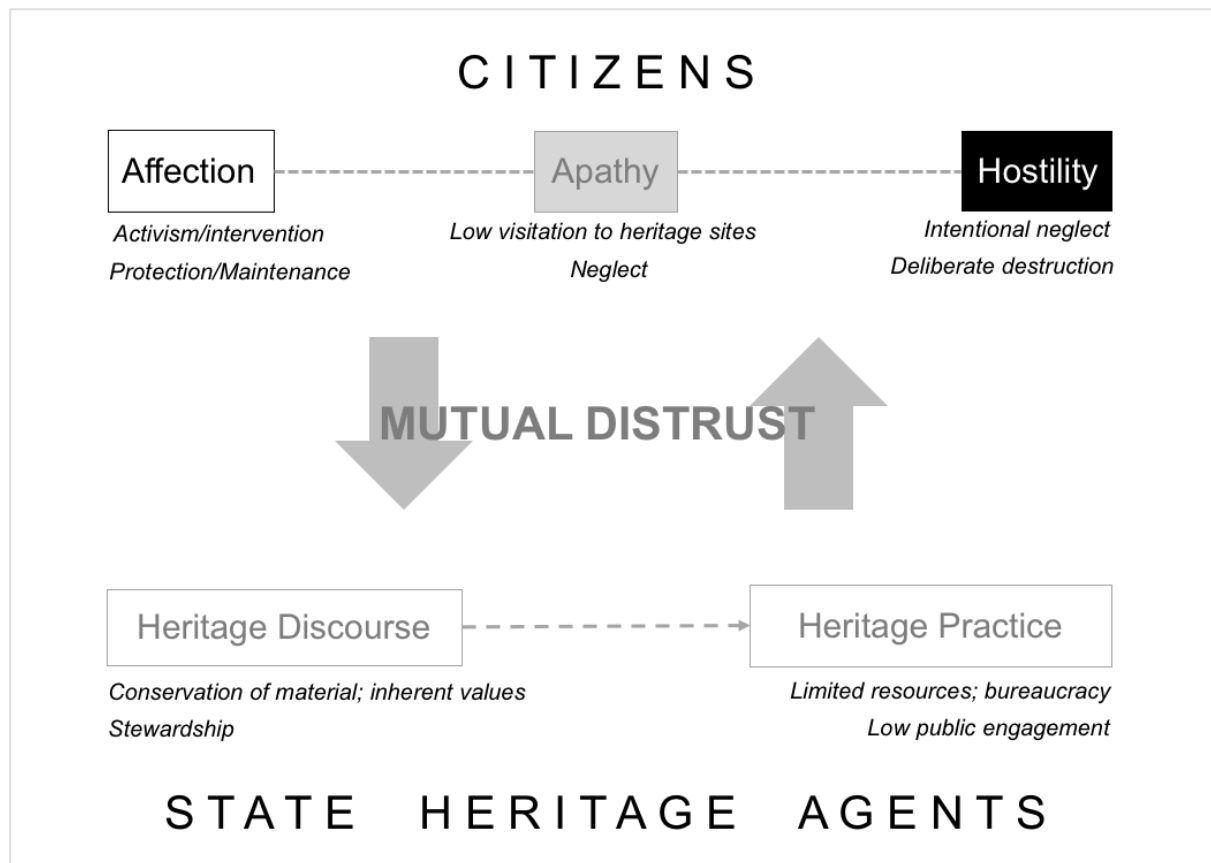 CITIZENS
Affection
Apathy
Hostility
Activism/intervention
Protection/Maintenance
Low visitation to heritage sites
Neglect
Intentional neglect
Deliberate destruction
MUTUAL DISTRUST
Heritage Discourse
Heritage Practice
Conservation of material; inherent values
Stewardship
Limited resources; bureaucracy
Low public engagement
STATE HERITAGE AGENTS